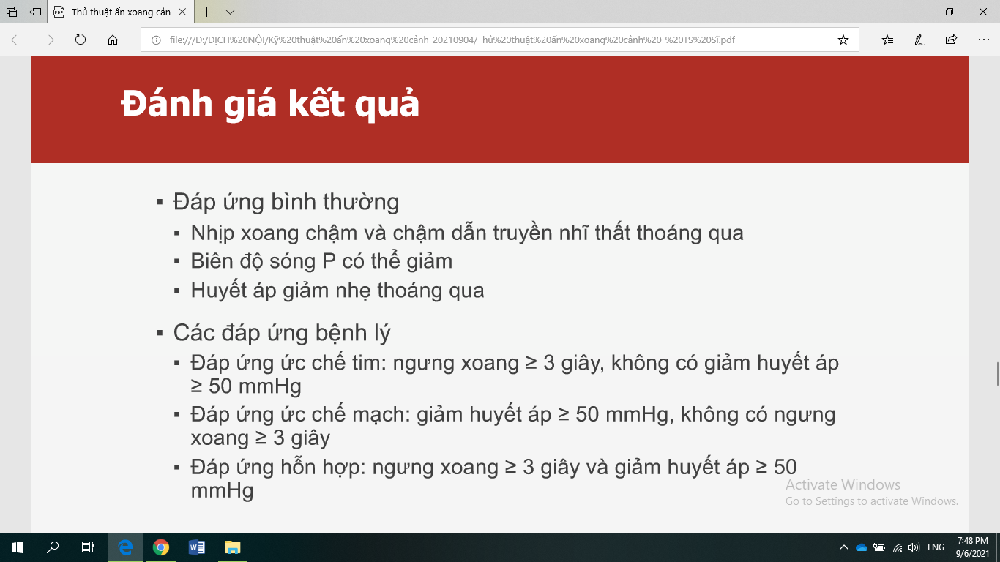 Thủ thuật ấn xoang cản
file:///D:/DỊCH%20NỘI/Kỹ%20thuật%20ấn%20xoang%20cảnh-20210904/Thủ%20thuật%20ấn%20xoang%20cảnh%20-%20TS%20Sĩ.pdf
Đánh giá kết quả
▪ Đáp ứng bình thường
▪ Nhịp xoang chậm và chậm dẫn truyền nhĩ thất thoáng qua
▪ Biên độ sóng P có thể giảm
▪ Huyết áp giảm nhẹ thoáng qua
▪ Các đáp ứng bệnh lý
▪ Đáp ứng ức chế tim: ngưng xoang ≥ 3 giây, không có giảm huyết áp
≥ 50 mmHg
▪ Đáp ứng ức chế mạch: giảm huyết áp ≥ 50 mmHg, không có ngưng
xoang ≥ 3 giây
▪ Đáp ứng hỗn hợp: ngưng xoang ≥ 3 giây và giảm huyết áp ≥ 50
mmHg
Activate Windows
Go to Settings to activate Windows.
ENG
7:48 PM
9/6/2021